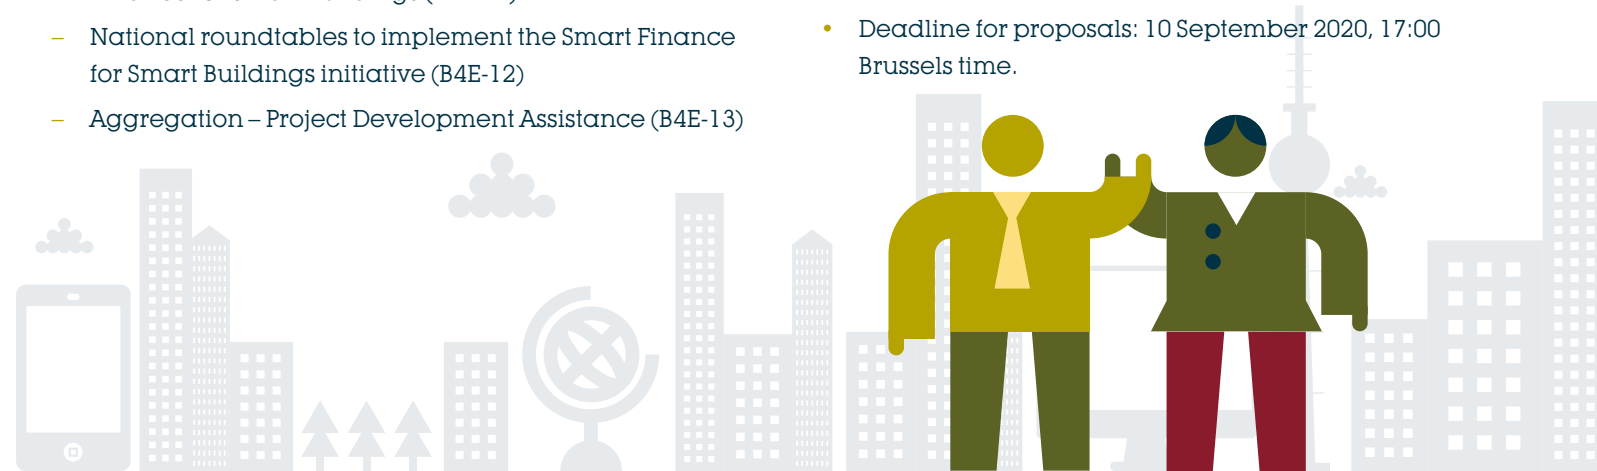 – National roundtables to implement the Smart Finance
for Smart Buildings initiative (B4E-12)
– Aggregation – Project Development Assistance (B4E-13)
• Deadline for proposals: 10 September 2020, 17:00
Brussels time.